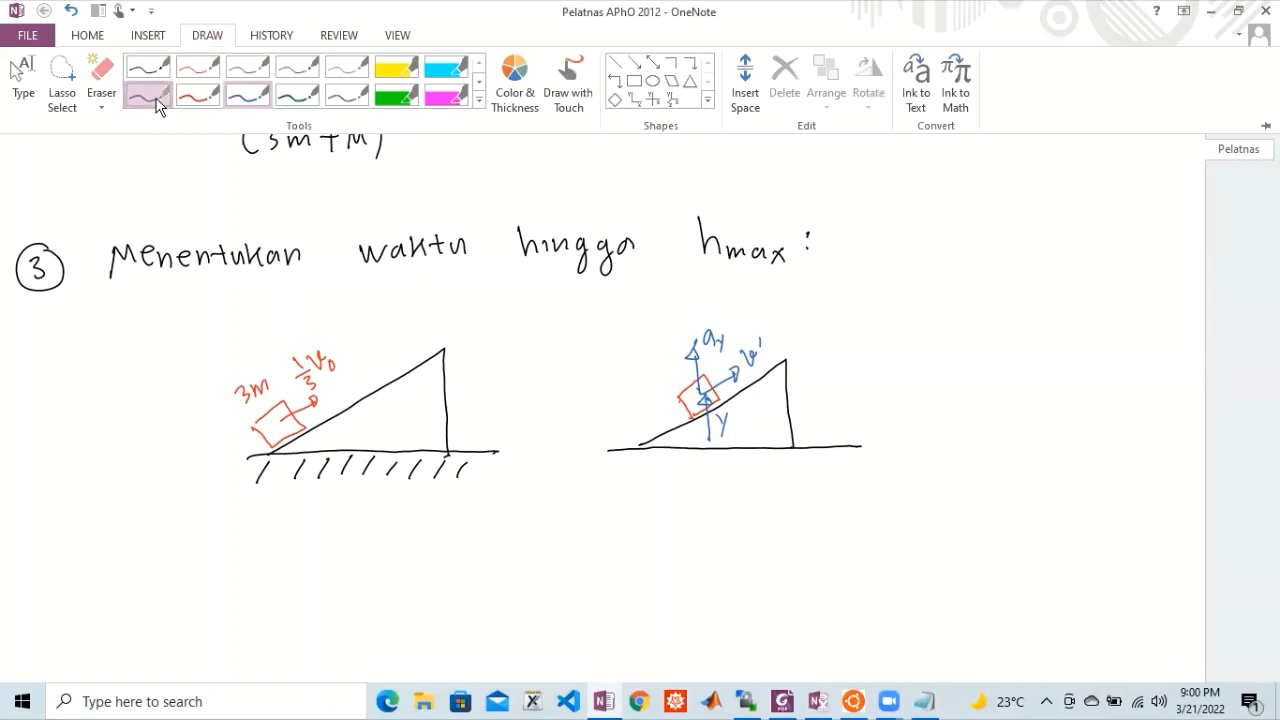 Pelatnas APhO 2012 - OneNote
FILE HOME INSERT DRAW HISTORY REVIEW VIEW
Type
Lasso Select
Eraser
Color & Thickness
Draw with Touch
Insert Space
Delete
Arrange
Rotate
Ink to Text
Ink to Math
Tools
Shapes
Edit
Convert
Pelatnas
(3m+M)
3 Menentukan waktu hingga hmax :
3m 1/3 v0
ay v'
y
Type here to search
23°C
9:00 PM
3/21/2022